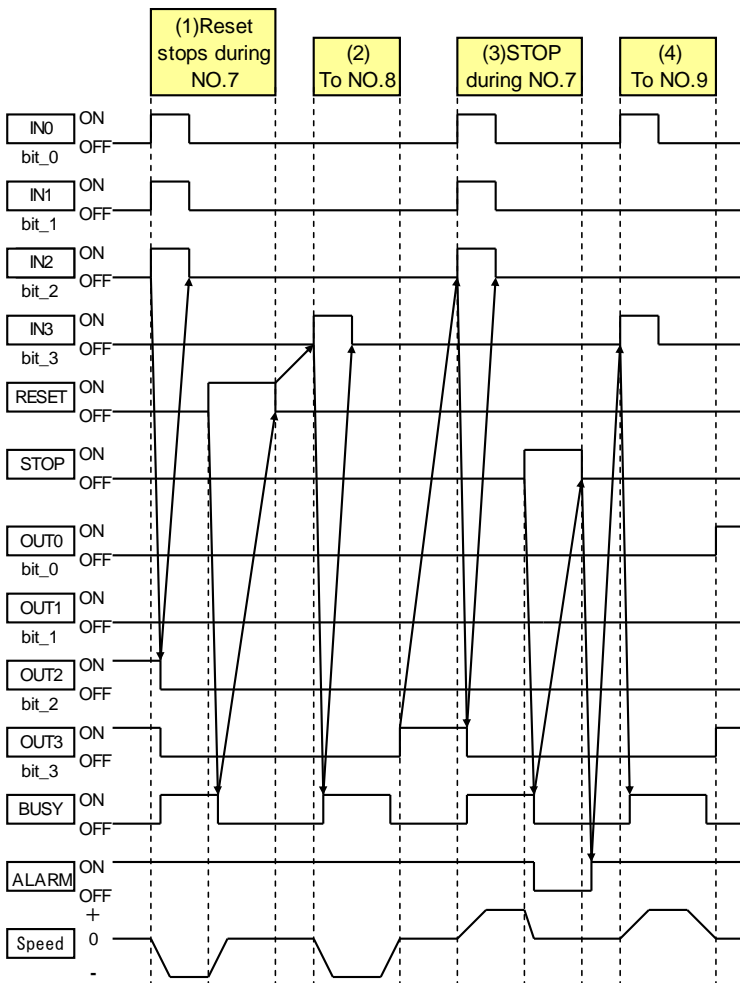 (1)Reset
stops during
NO.7
(2)
To NO.8
(3)STOP
during NO.7
(4)
To NO.9
IN0
ON
OFF
bit_0
IN1
ON
OFF
bit_1
IN2
ON
OFF
bit_2
IN3
ON
OFF
bit_3
RESET
ON
OFF
STOP
ON
OFF
OUT0
ON
OFF
bit_0
OUT1
ON
OFF
bit_1
OUT2
ON
OFF
bit_2
OUT3
ON
OFF
bit_3
BUSY
ON
OFF
ALARM
ON
OFF
Speed
+
0
-